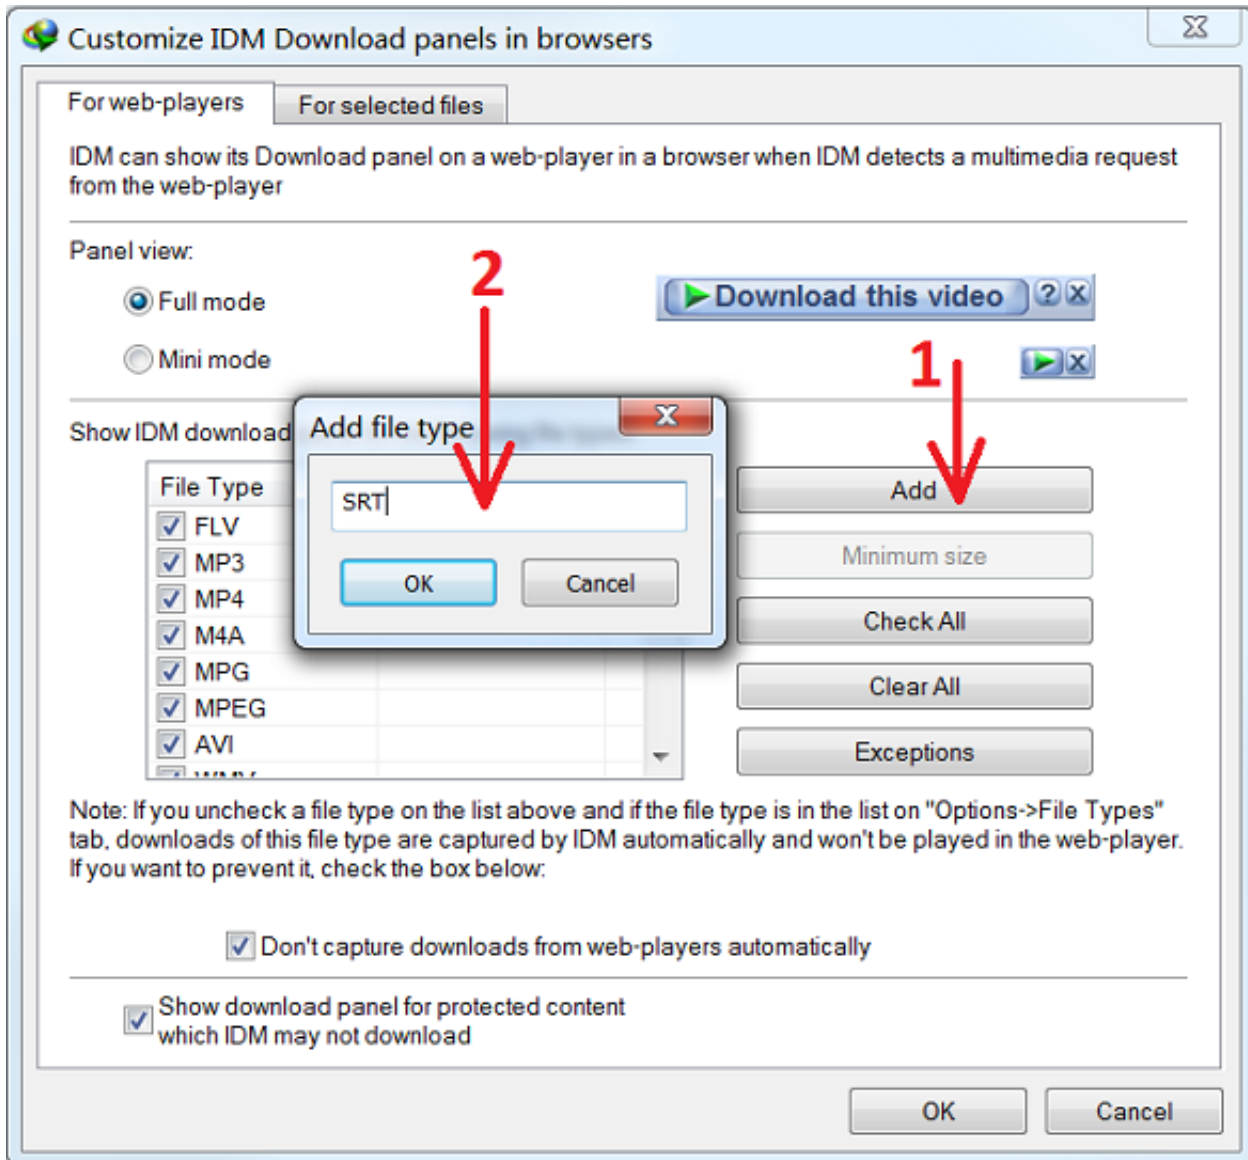 Customize IDM Download panels in browsers
For web-players
For selected files
IDM can show its Download panel on a web-player in a browser when IDM detects a multimedia request
from the web-player
Panel view:
2
Full mode
Download this video ? X
Mini mode
1
Add file type
Show IDM download
File Type
SRT
Add
FLV
MP3
Minimum size
MP4
OK
Cancel
M4A
Check All
MPG
Clear All
MPEG
AVI
Exceptions
Note: If you uncheck a file type on the list above and if the file type is in the list on "Options->File Types"
tab, downloads of this file type are captured by IDM automatically and won't be played in the web-player.
If you want to prevent it, check the box below:
Don't capture downloads from web-players automatically
Show download panel for protected content
which IDM may not download
OK
Cancel